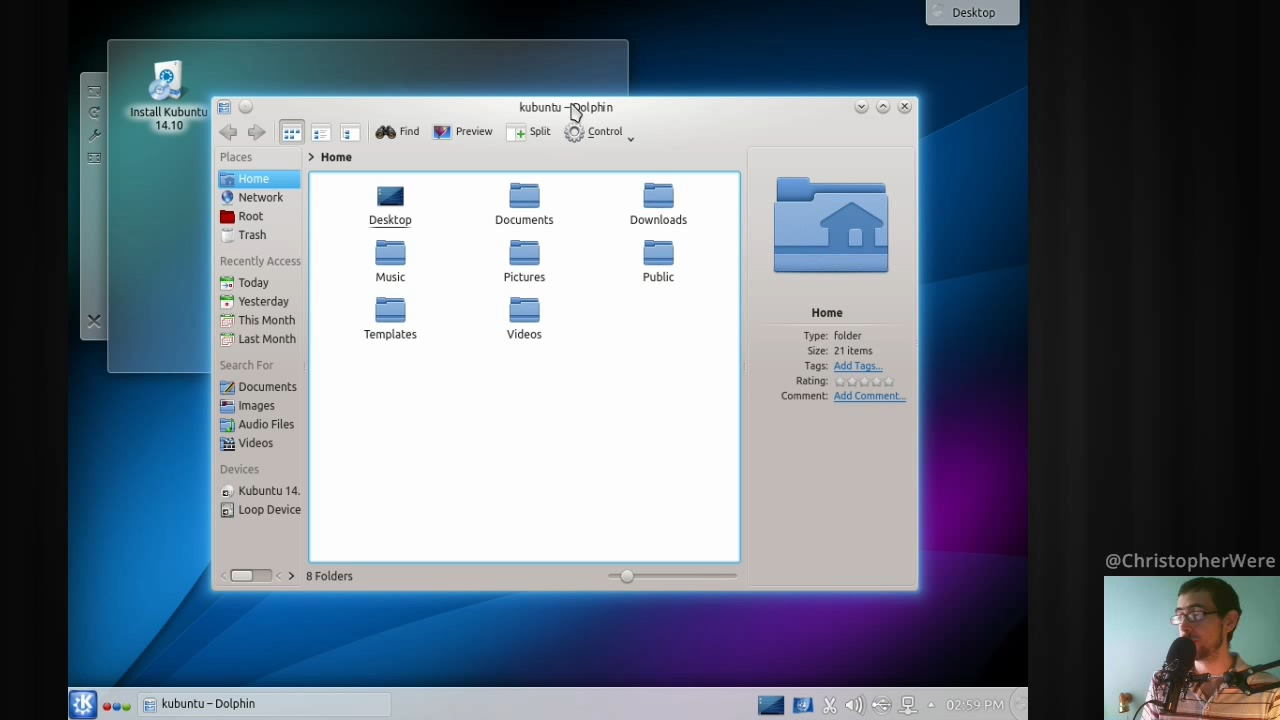 Desktop
Install Kubuntu
14.10
kubuntu – Dolphin
Find
Preview
Split
Control
Places
Home
Network
Root
Trash
Recently Access
Today
Yesterday
This Month
Last Month
Search For
Documents
Images
Audio Files
Videos
Devices
Kubuntu 14.
Loop Device
> Home
Desktop
Documents
Downloads
Music
Pictures
Public
Templates
Videos
8 Folders
Home
Type: folder
Size: 21 items
Tags: Add Tags...
Rating:
Comment: Add Comment...
@ChristopherWere
kubuntu – Dolphin
02:59 PM